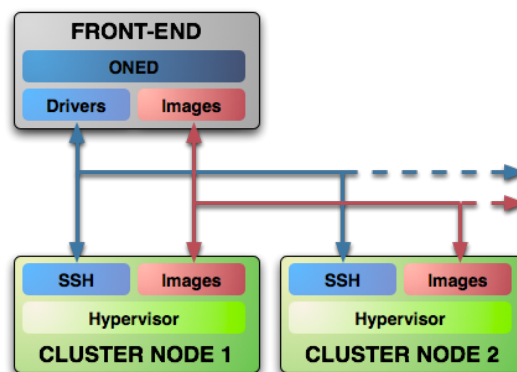 FRONT-END
ONED
Drivers Images
SSH Images
Hypervisor
CLUSTER NODE 1
SSH Images
Hypervisor
CLUSTER NODE 2